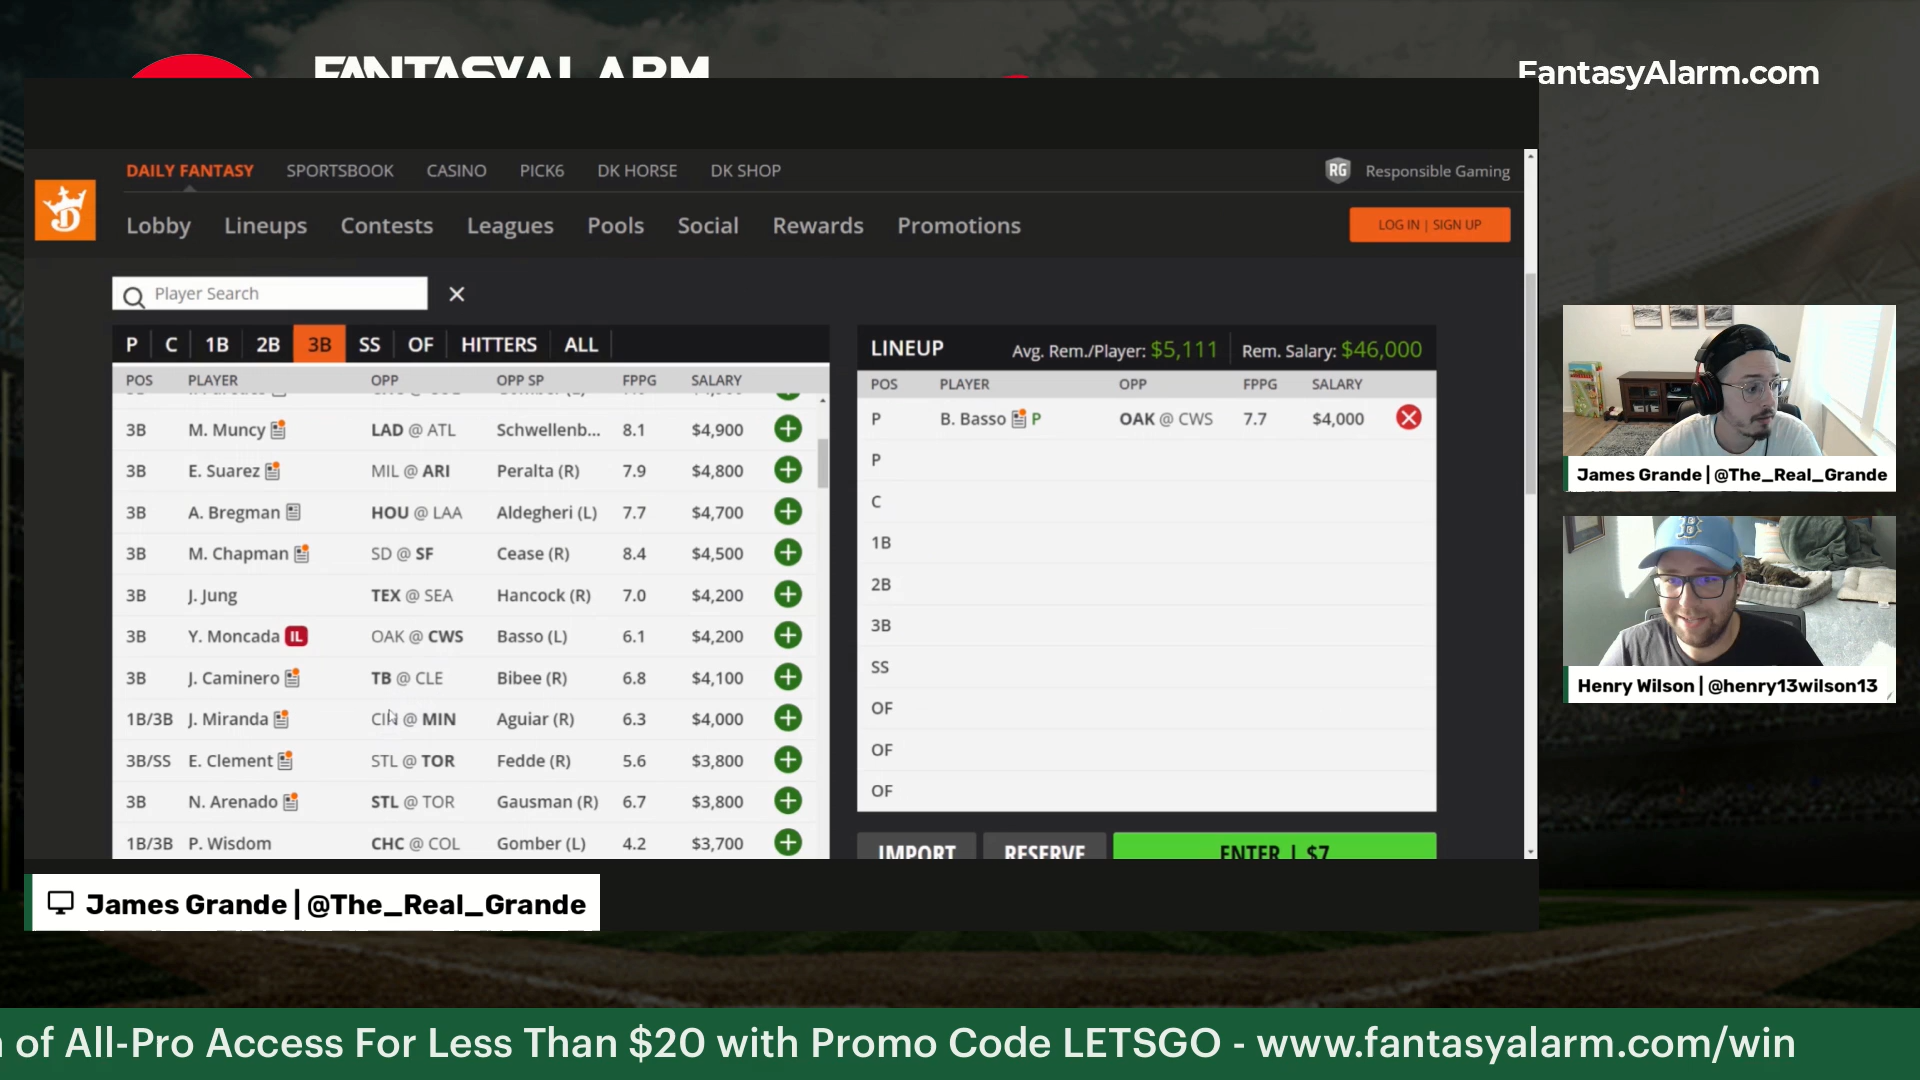 FANTASYALARM
FantasyAlarm.com
DAILY FANTASY SPORTSBOOK CASINO PICK6 DK HORSE DK SHOP
RG Responsible Gaming
Lobby Lineups Contests Leagues Pools Social Rewards Promotions
LOG IN | SIGN UP
Player Search
P C 1B 2B 3B SS OF HITTERS ALL
POS PLAYER OPP OPP SP FPPG SALARY
3B M. Muncy LAD @ ATL Schwellenb... 8.1 $4,900
3B E. Suarez MIL @ ARI Peralta (R) 7.9 $4,800
3B A. Bregman HOU @ LAA Aldegheri (L) 7.7 $4,700
3B M. Chapman SD @ SF Cease (R) 8.4 $4,500
3B J. Jung TEX @ SEA Hancock (R) 7.0 $4,200
3B Y. Moncada IL OAK @ CWS Basso (L) 6.1 $4,200
3B J. Caminero TB @ CLE Bibee (R) 6.8 $4,100
1B/3B J. Miranda CIN @ MIN Aguiar (R) 6.3 $4,000
3B/SS E. Clement STL @ TOR Fedde (R) 5.6 $3,800
3B N. Arenado STL @ TOR Gausman (R) 6.7 $3,800
1B/3B P. Wisdom CHC @ COL Gomber (L) 4.2 $3,700
LINEUP Avg. Rem./Player: $5,111 Rem. Salary: $46,000
POS PLAYER OPP FPPG SALARY
P B. Basso P OAK @ CWS 7.7 $4,000
P
C
1B
2B
3B
SS
OF
OF
OF
IMPORT RESERVE ENTER | $7
James Grande | @The_Real_Grande
Henry Wilson | @henry13wilson13
James Grande | @The_Real_Grande
of All-Pro Access For Less Than $20 with Promo Code LETSGO - www.fantasyalarm.com/win